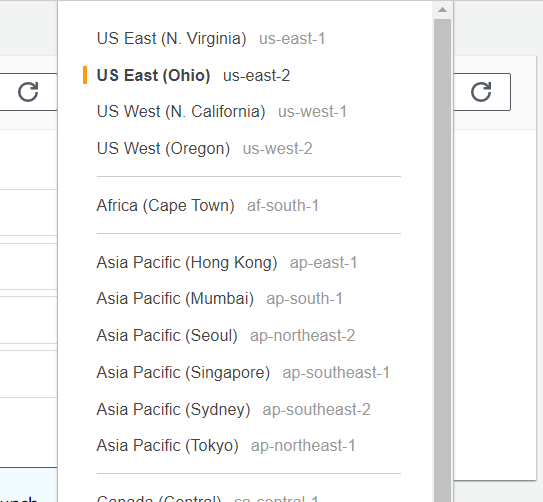 US East (N. Virginia) us-east-1
US East (Ohio) us-east-2
US West (N. California) us-west-1
US West (Oregon) us-west-2
Africa (Cape Town) af-south-1
Asia Pacific (Hong Kong) ap-east-1
Asia Pacific (Mumbai) ap-south-1
Asia Pacific (Seoul) ap-northeast-2
Asia Pacific (Singapore) ap-southeast-1
Asia Pacific (Sydney) ap-southeast-2
Asia Pacific (Tokyo) ap-northeast-1
Canada (Central) ca-central-1